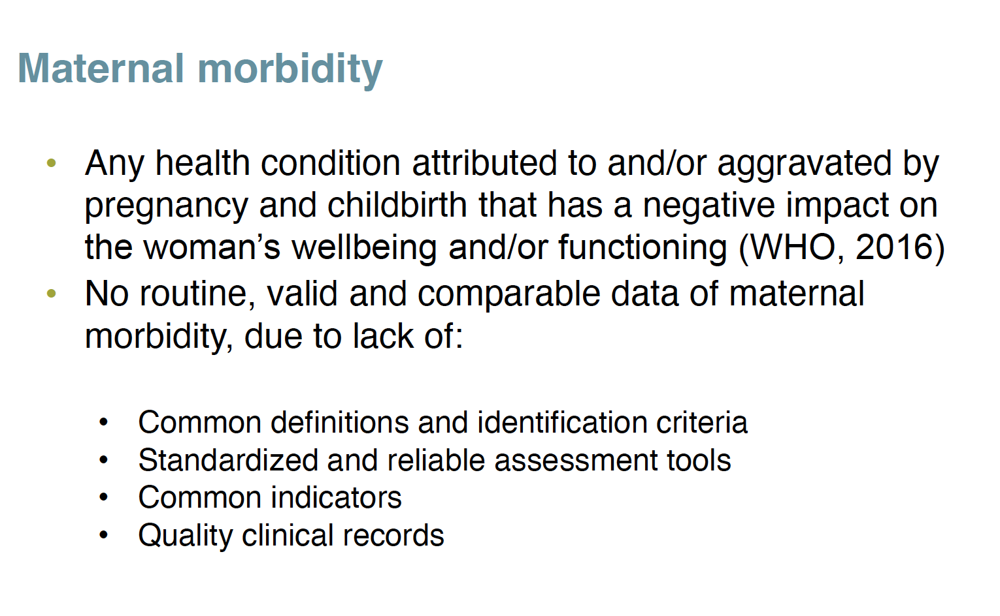 Maternal morbidity
• Any health condition attributed to and/or aggravated by
pregnancy and childbirth that has a negative impact on
the woman’s wellbeing and/or functioning (WHO, 2016)
• No routine, valid and comparable data of maternal
morbidity, due to lack of:
• Common definitions and identification criteria
• Standardized and reliable assessment tools
• Common indicators
• Quality clinical records